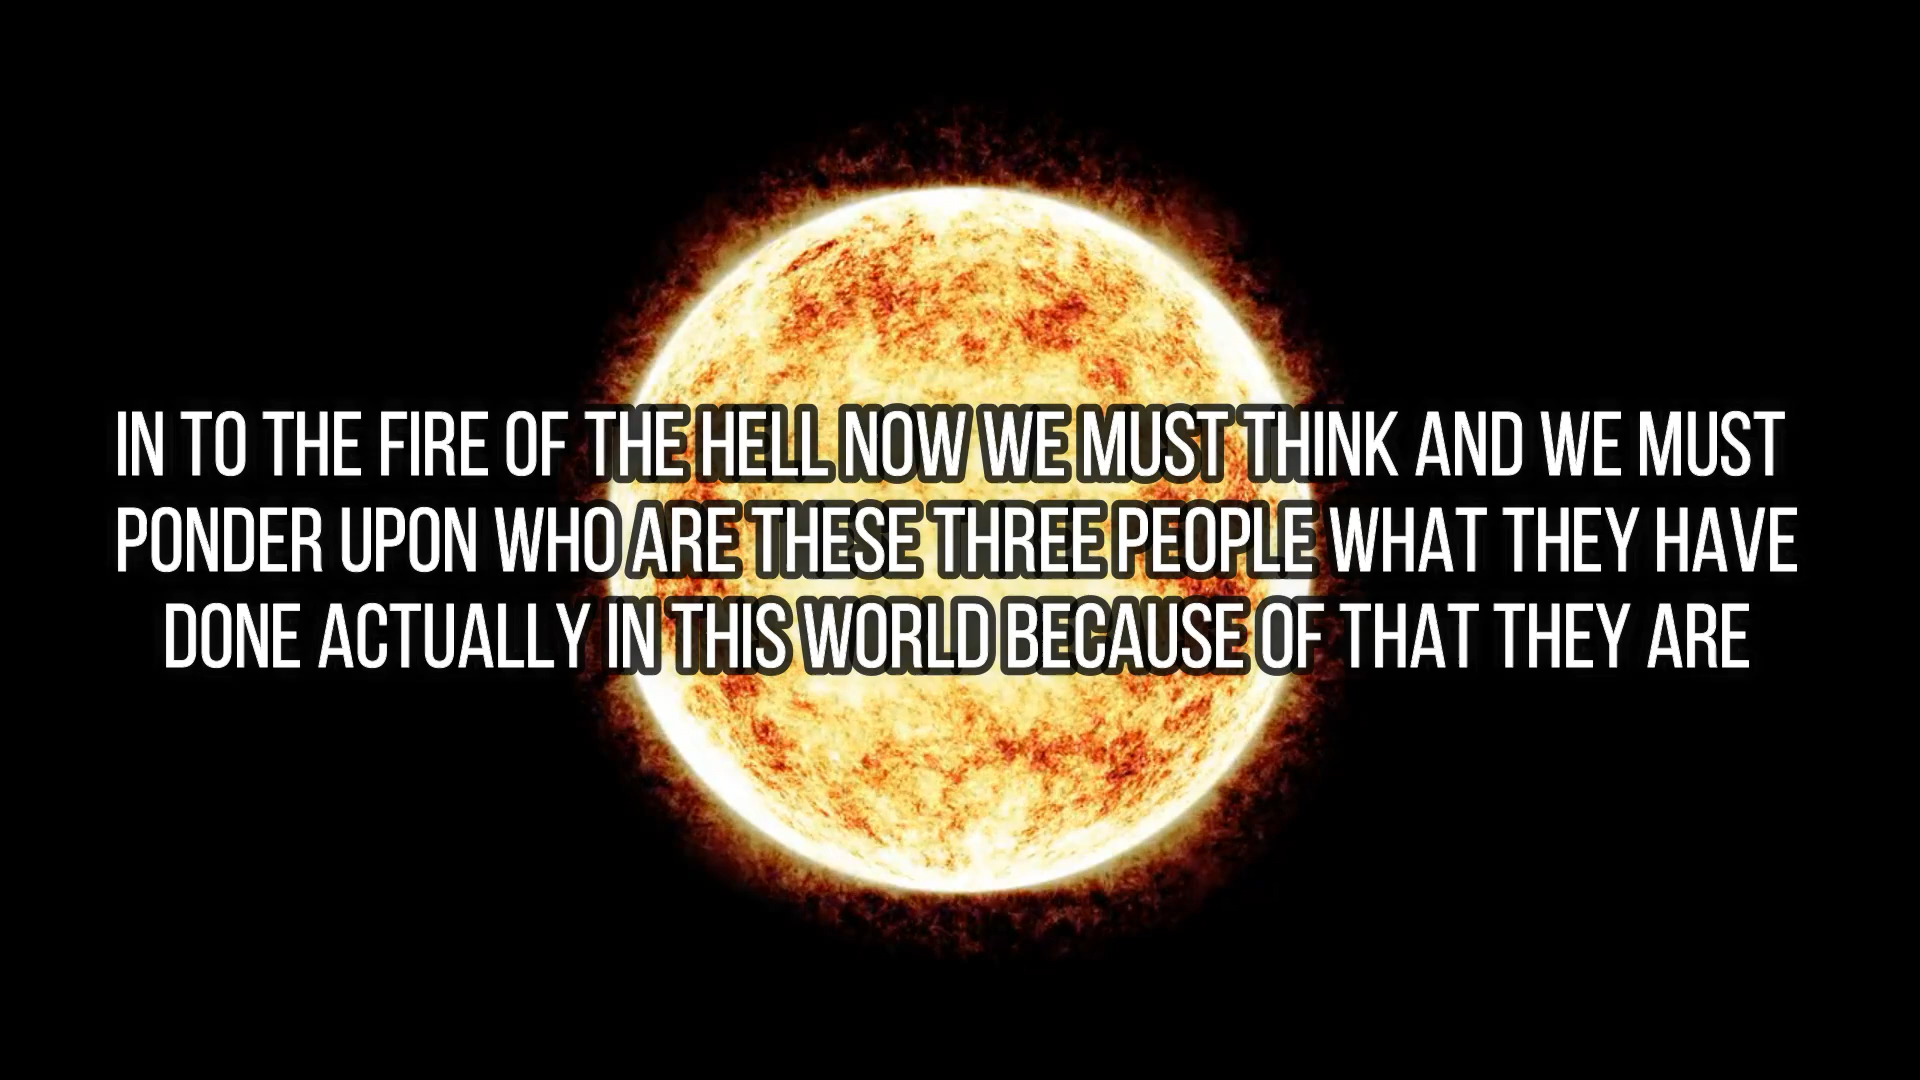 IN TO THE FIRE OF THE HELL NOW WE MUST THINK AND WE MUST
PONDER UPON WHO ARE THESE THREE PEOPLE WHAT THEY HAVE
DONE ACTUALLY IN THIS WORLD BECAUSE OF THAT THEY ARE